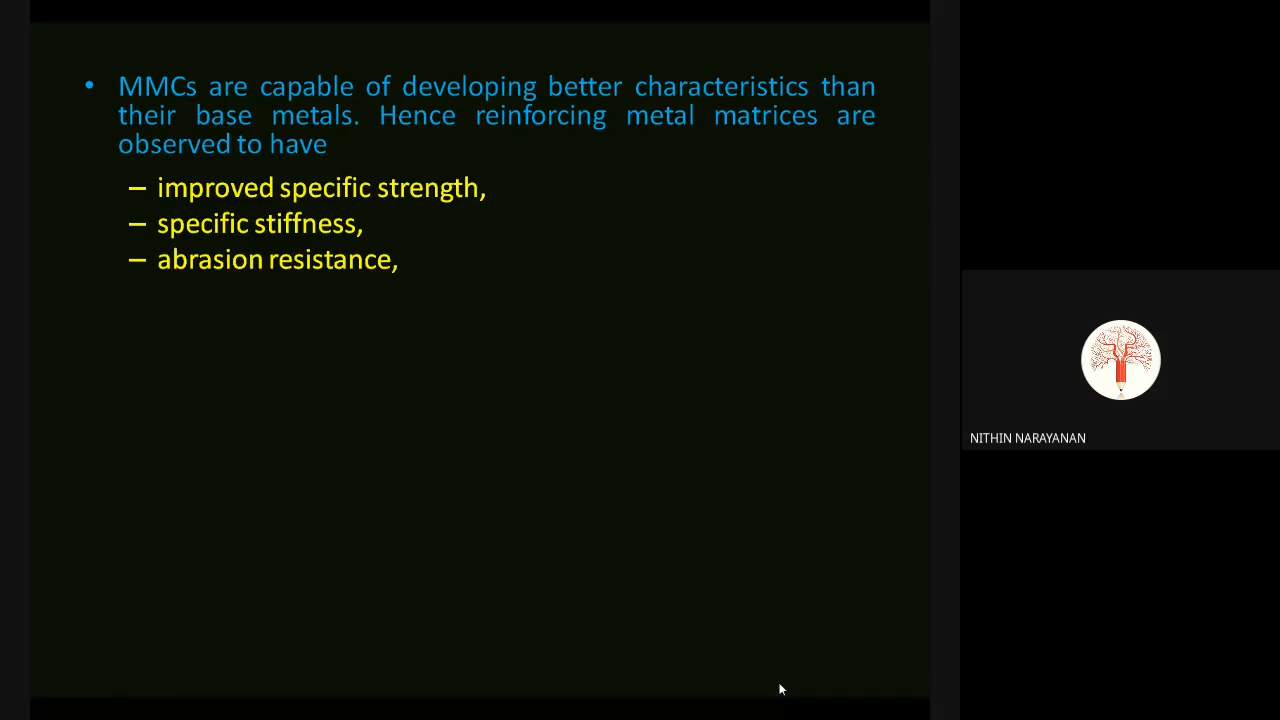 • MMCs are capable of developing better characteristics than
their base metals. Hence reinforcing metal matrices are
observed to have
– improved specific strength,
– specific stiffness,
– abrasion resistance,
NITHIN NARAYANAN